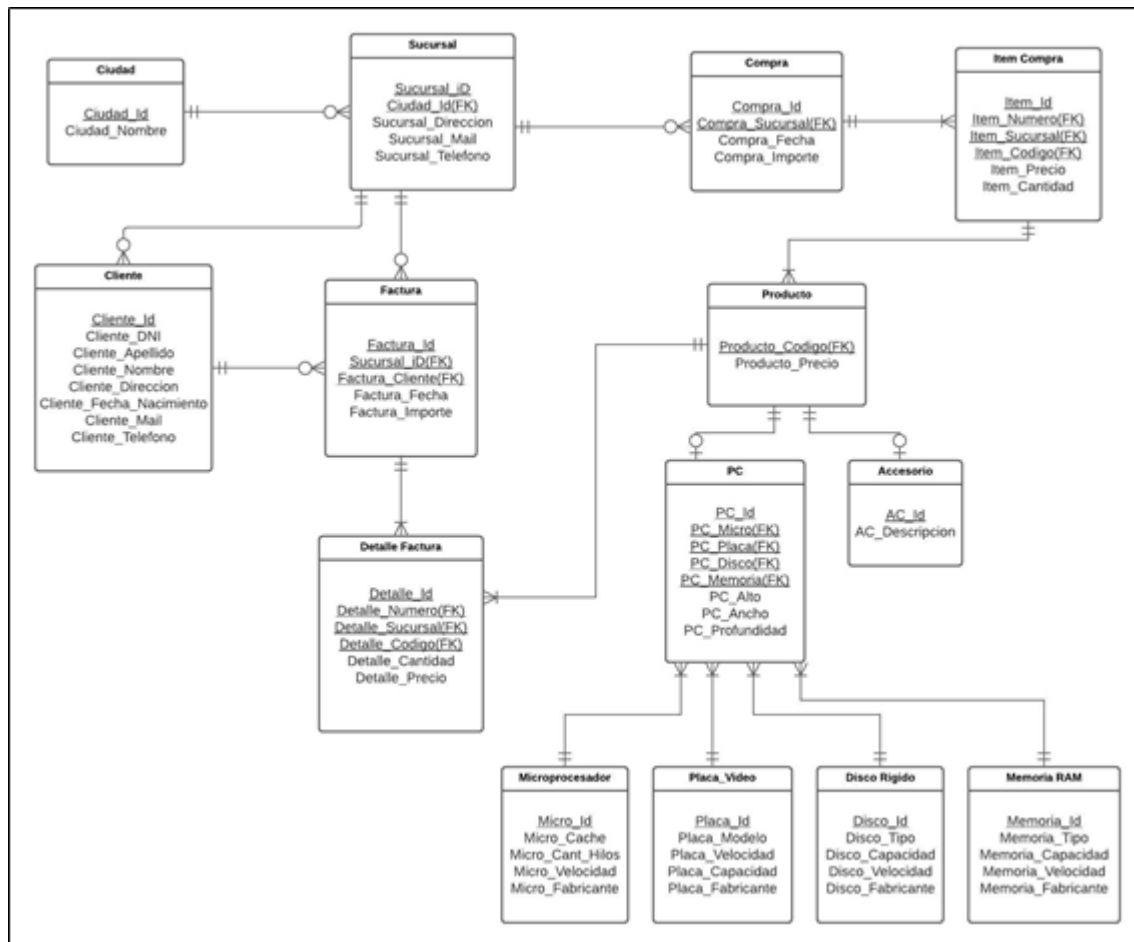 Ciudad
Ciudad_Id
Ciudad_Nombre
Sucursal
Sucursal_iD
Ciudad_Id(FK)
Sucursal_Direccion
Sucursal_Mail
Sucursal_Telefono
Compra
Compra_Id
Compra_Sucursal(FK)
Compra_Fecha
Compra_Importe
Item Compra
Item_Id
Item_Numero(FK)
Item_Sucursal(FK)
Item_Codigo(FK)
Item_Precio
Item_Cantidad
Cliente
Cliente_Id
Cliente_DNI
Cliente_Apellido
Cliente_Nombre
Cliente_Direccion
Cliente_Fecha_Nacimiento
Cliente_Mail
Cliente_Telefono
Factura
Factura_Id
Sucursal_iD(FK)
Factura_Cliente(FK)
Factura_Fecha
Factura_Importe
Producto
Producto_Codigo(FK)
Producto_Precio
PC
PC_Id
PC_Micro(FK)
PC_Placa(FK)
PC_Disco(FK)
PC_Memoria(FK)
PC_Alto
PC_Ancho
PC_Profundidad
Accesorio
AC_Id
AC_Descripcion
Detalle Factura
Detalle_Id
Detalle_Numero(FK)
Detalle_Sucursal(FK)
Detalle_Codigo(FK)
Detalle_Cantidad
Detalle_Precio
Microprocesador
Micro_Id
Micro_Cache
Micro_Cant_Hilos
Micro_Velocidad
Micro_Fabricante
Placa_Video
Placa_Id
Placa_Modelo
Placa_Velocidad
Placa_Capacidad
Placa_Fabricante
Disco Rigido
Disco_Id
Disco_Tipo
Disco_Capacidad
Disco_Velocidad
Disco_Fabricante
Memoria RAM
Memoria_Id
Memoria_Tipo
Memoria_Capacidad
Memoria_Velocidad
Memoria_Fabricante